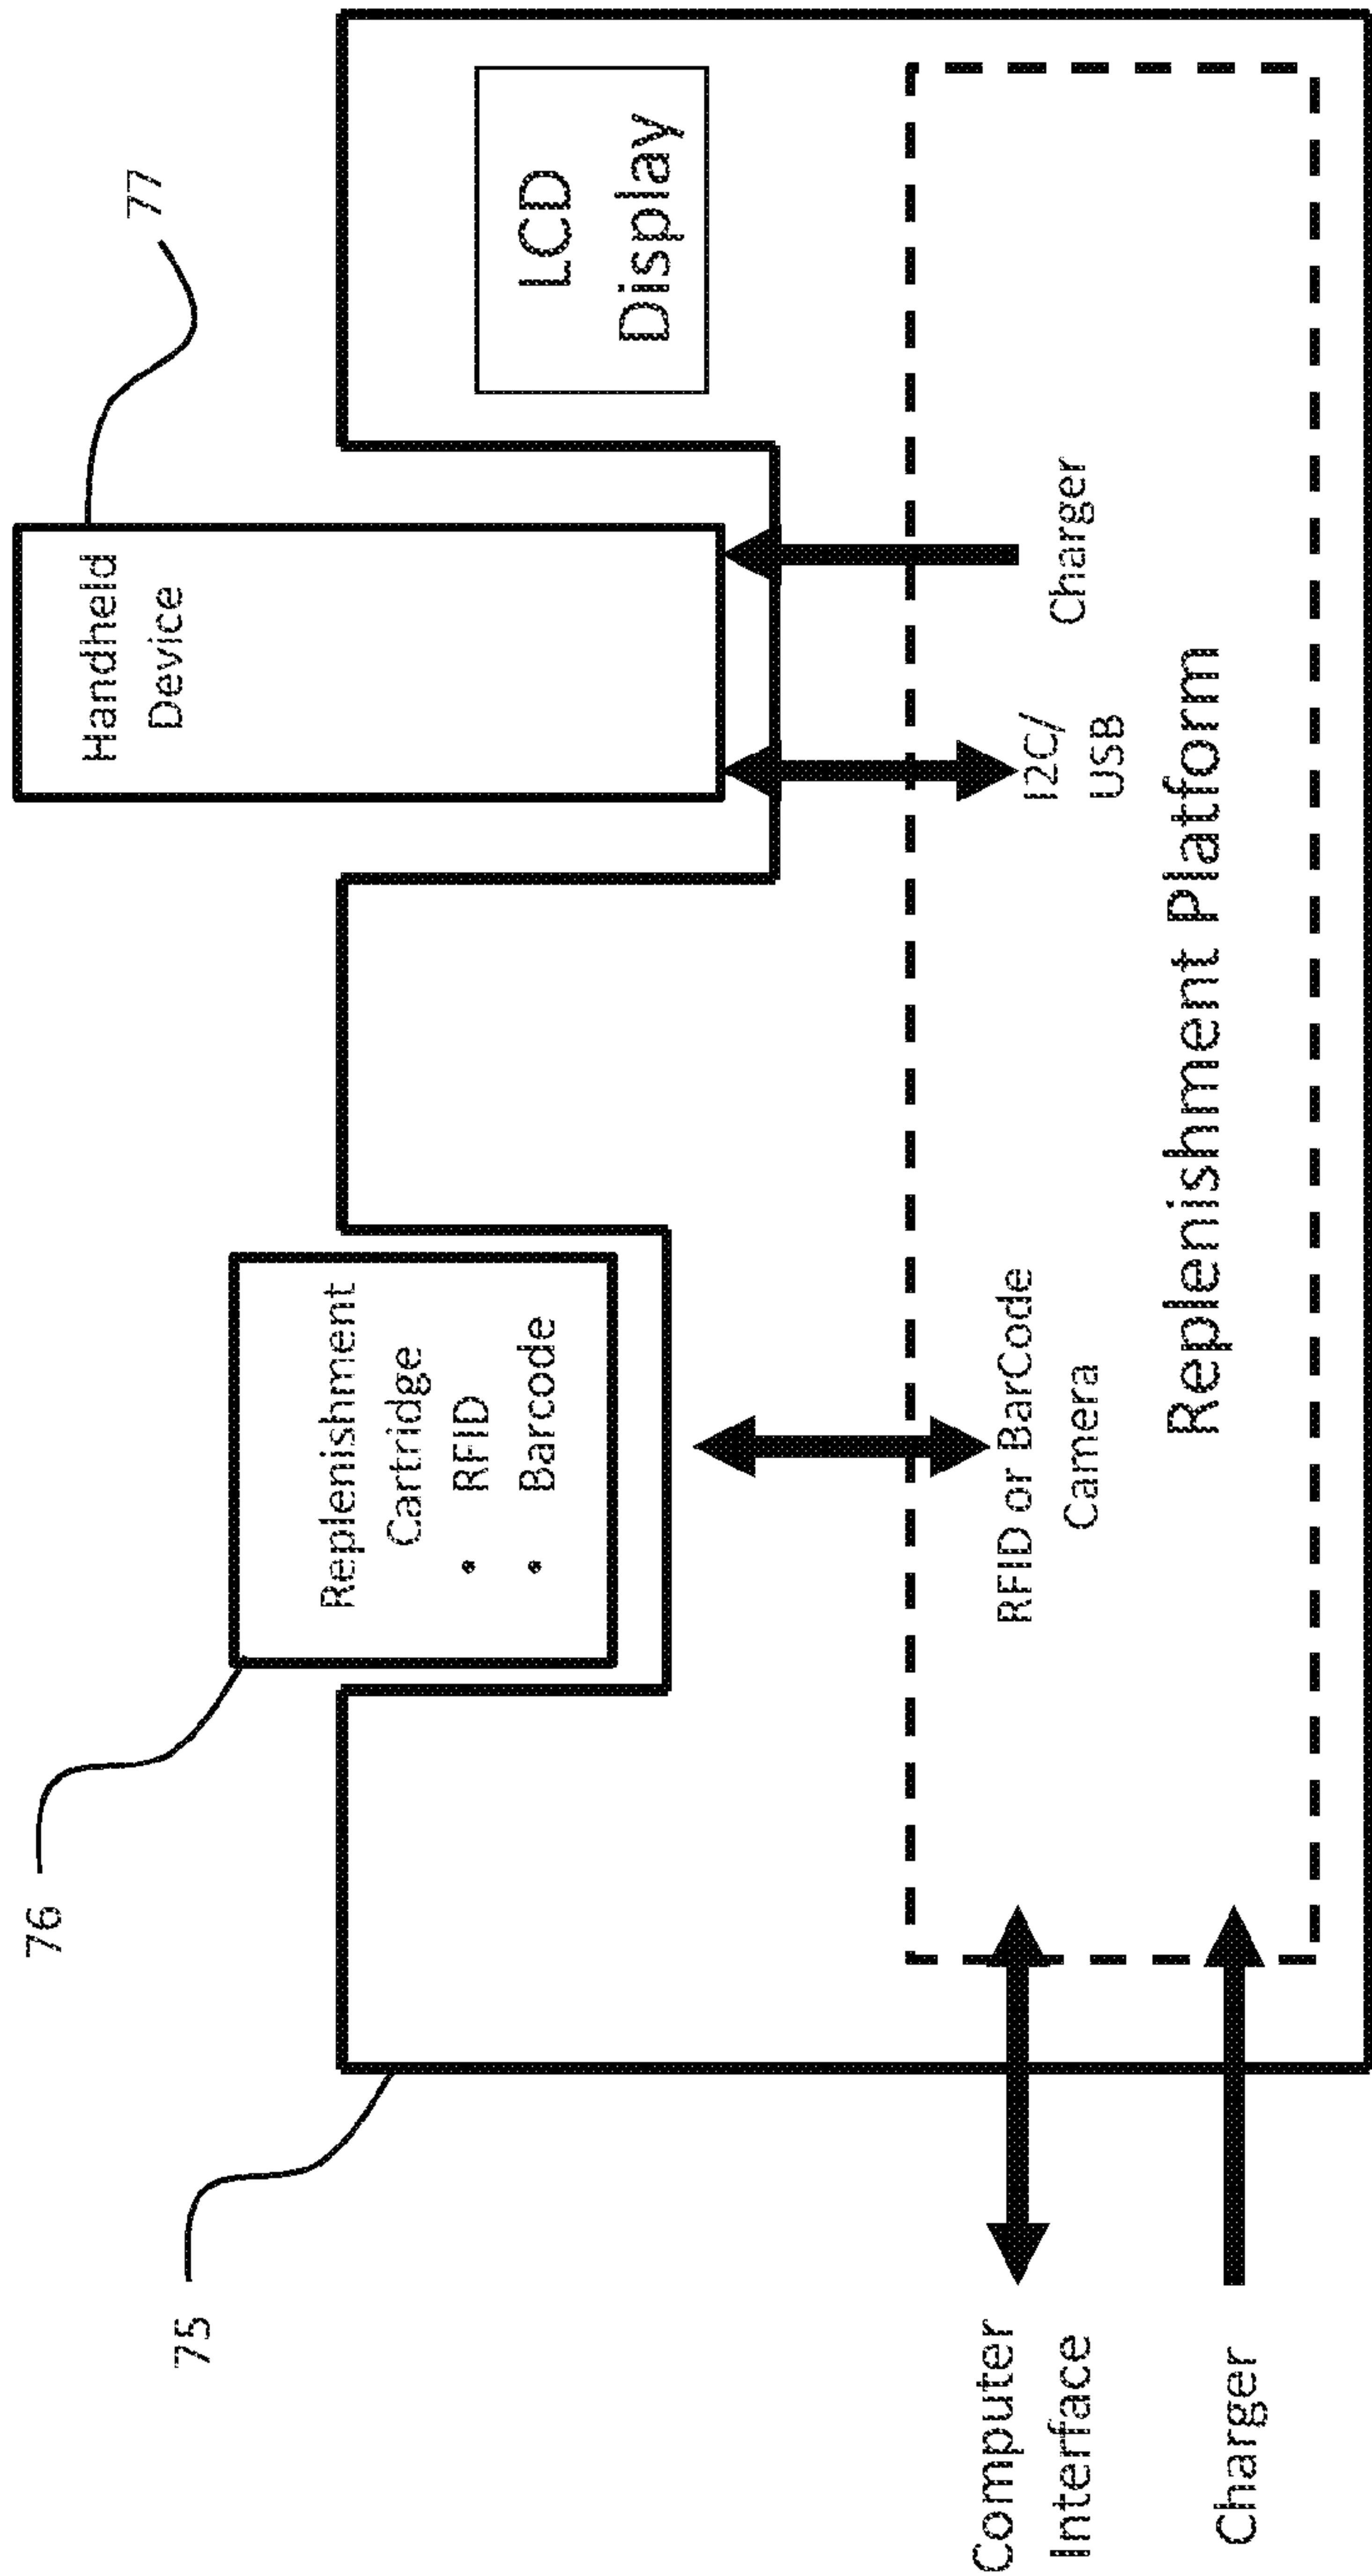 77
Handheld
Device
LCD
Display
76
Replenishment
Cartridge
• RFID
• Barcode
75
I2C/
USB
Charger
RFID or BarCode
Camera
Replenishment Platform
Computer
Interface
Charger